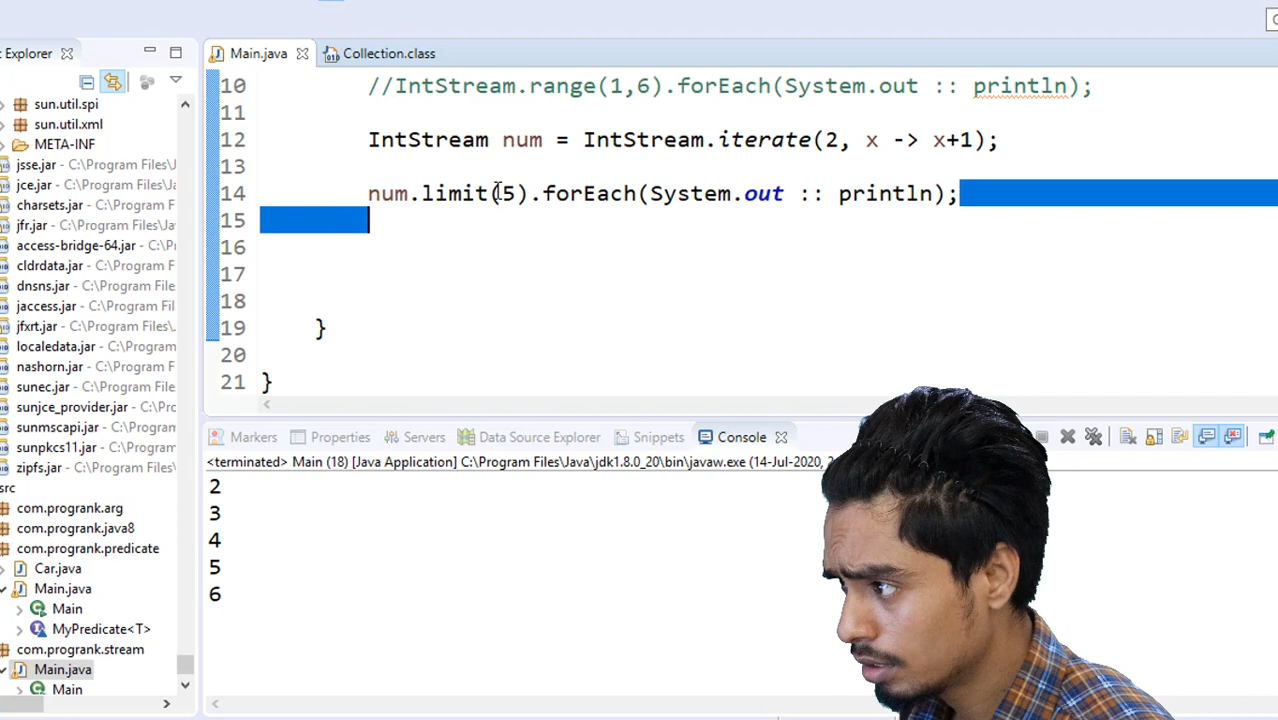 Explorer
Main.java
Collection.class
sun.util.spi
sun.util.xml
META-INF
jsse.jar - C:\Program Files\J
jce.jar - C:\Program Files\Ja
charsets.jar - C:\Program F
jfr.jar - C:\Program Files\Ja
access-bridge-64.jar - C:\P
cldrdata.jar - C:\Program F
dnsns.jar - C:\Program File
jaccess.jar - C:\Program Fil
jfxrt.jar - C:\Program Files\
localedata.jar - C:\Program
nashorn.jar - C:\Program F
sunec.jar - C:\Program Files
sunjce_provider.jar - C:\Prc
sunmscapi.jar - C:\Prograr
sunpkcs11.jar - C:\Progran
zipfs.jar - C:\Program Files\
src
com.progrank.arg
com.progrank.java8
com.progrank.predicate
Car.java
Main.java
Main
MyPredicate<T>
com.progrank.stream
Main.java
Main
10 //IntStream.range(1,6).forEach(System.out :: println);
11
12 IntStream num = IntStream.iterate(2, x -> x+1);
13
14 num.limit(5).forEach(System.out :: println);
15
16
17
18
19 }
20
21 }
Markers
Properties
Servers
Data Source Explorer
Snippets
Console
<terminated> Main (18) [Java Application] C:\Program Files\Java\jdk1.8.0_20\bin\javaw.exe (14-Jul-2020,
2
3
4
5
6